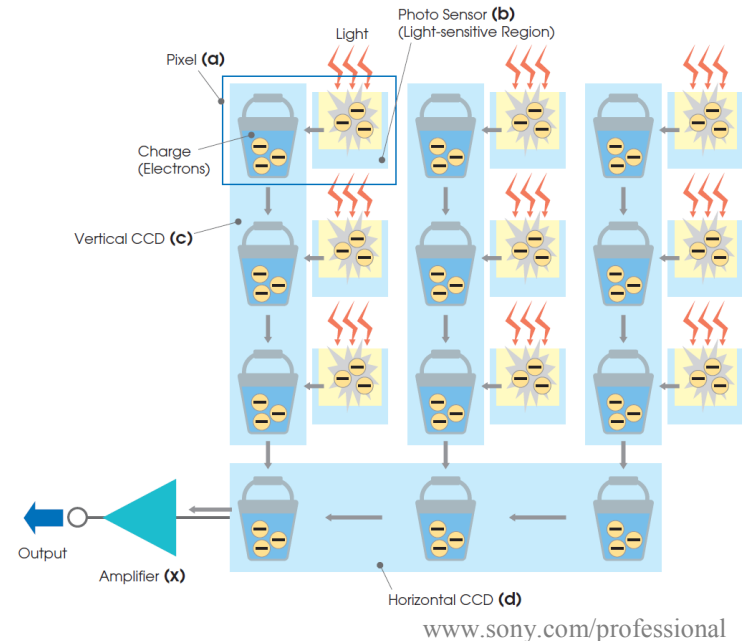 Photo Sensor (b)
(Light-sensitive Region)
Light
Pixel (a)
Charge
(Electrons)
Vertical CCD (c)
Output
Amplifier (x)
Horizontal CCD (d)
www.sony.com/professional